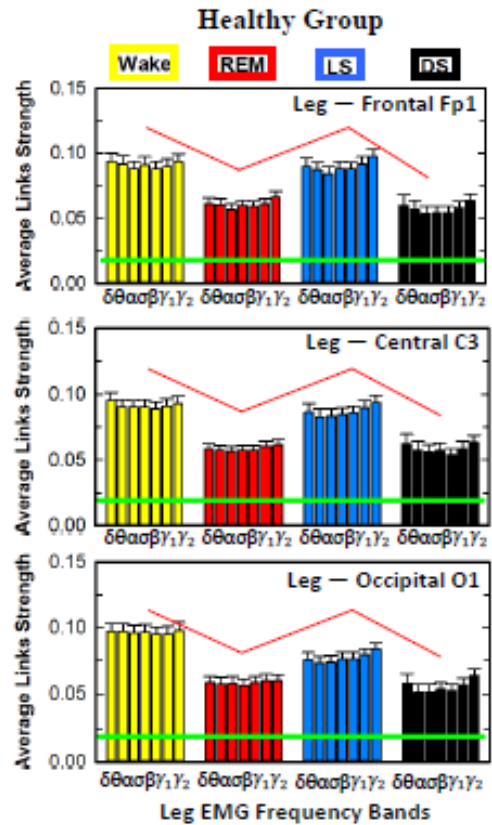 Healthy Group
Wake REM LS DS
Leg — Frontal Fp1
Average Links Strength
0.15
0.10
0.05
0.00
δθασβγ₁γ₂ δθασβγ₁γ₂ δθασβγ₁γ₂ δθασβγ₁γ₂
Leg — Central C3
Average Links Strength
0.15
0.10
0.05
0.00
δθασβγ₁γ₂ δθασβγ₁γ₂ δθασβγ₁γ₂ δθασβγ₁γ₂
Leg — Occipital O1
Average Links Strength
0.15
0.10
0.05
0.00
δθασβγ₁γ₂ δθασβγ₁γ₂ δθασβγ₁γ₂ δθασβγ₁γ₂
Leg EMG Frequency Bands